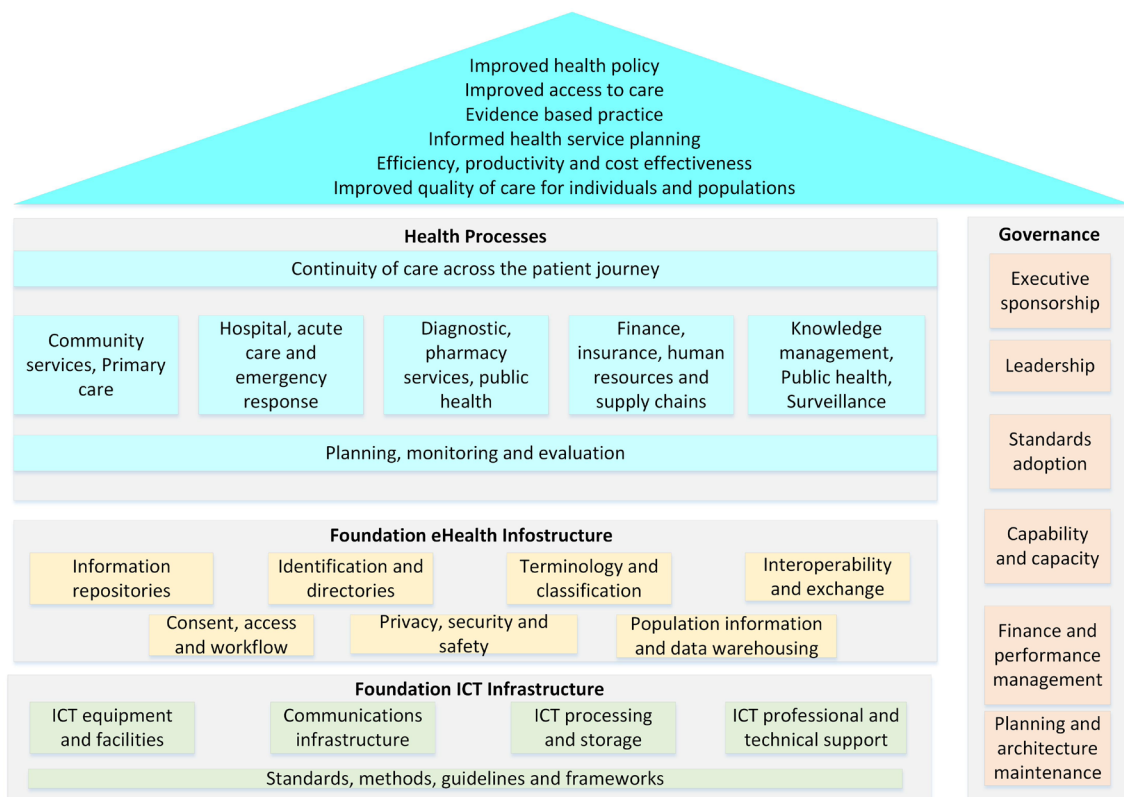 Improved health policy
Improved access to care
Evidence based practice
Informed health service planning
Efficiency, productivity and cost effectiveness
Improved quality of care for individuals and populations
Health Processes
Continuity of care across the patient journey
Community
services, Primary
care
Hospital, acute
care and
emergency
response
Diagnostic,
pharmacy
services, public
health
Finance,
insurance, human
resources and
supply chains
Knowledge
management,
Public health,
Surveillance
Planning, monitoring and evaluation
Foundation eHealth Infostructure
Information
repositories
Identification and
directories
Terminology and
classification
Interoperability
and exchange
Consent, access
and workflow
Privacy, security and
safety
Population information
and data warehousing
Foundation ICT Infrastructure
ICT equipment
and facilities
Communications
infrastructure
ICT processing
and storage
ICT professional and
technical support
Standards, methods, guidelines and frameworks
Governance
Executive
sponsorship
Leadership
Standards
adoption
Capability
and capacity
Finance and
performance
management
Planning and
architecture
maintenance